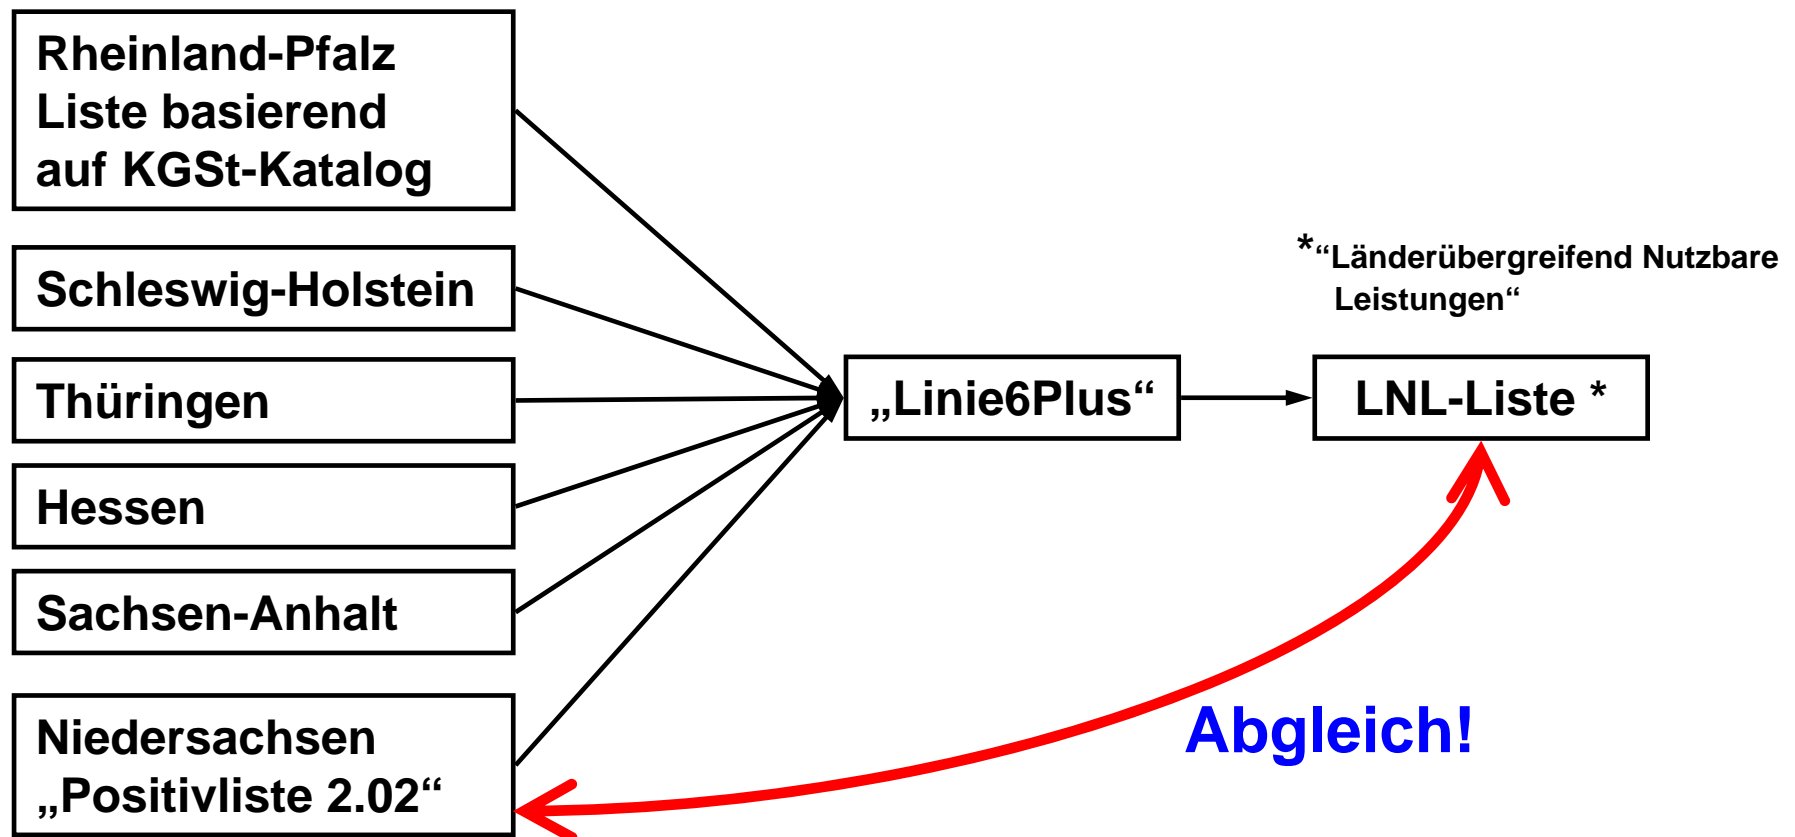 Rheinland-Pfalz
Liste basierend
auf KGSt-Katalog
Schleswig-Holstein
Thüringen
Hessen
Sachsen-Anhalt
Niedersachsen
„Positivliste 2.02“
„Linie6Plus“
*“Länderübergreifend Nutzbare
Leistungen“
LNL-Liste *
Abgleich!